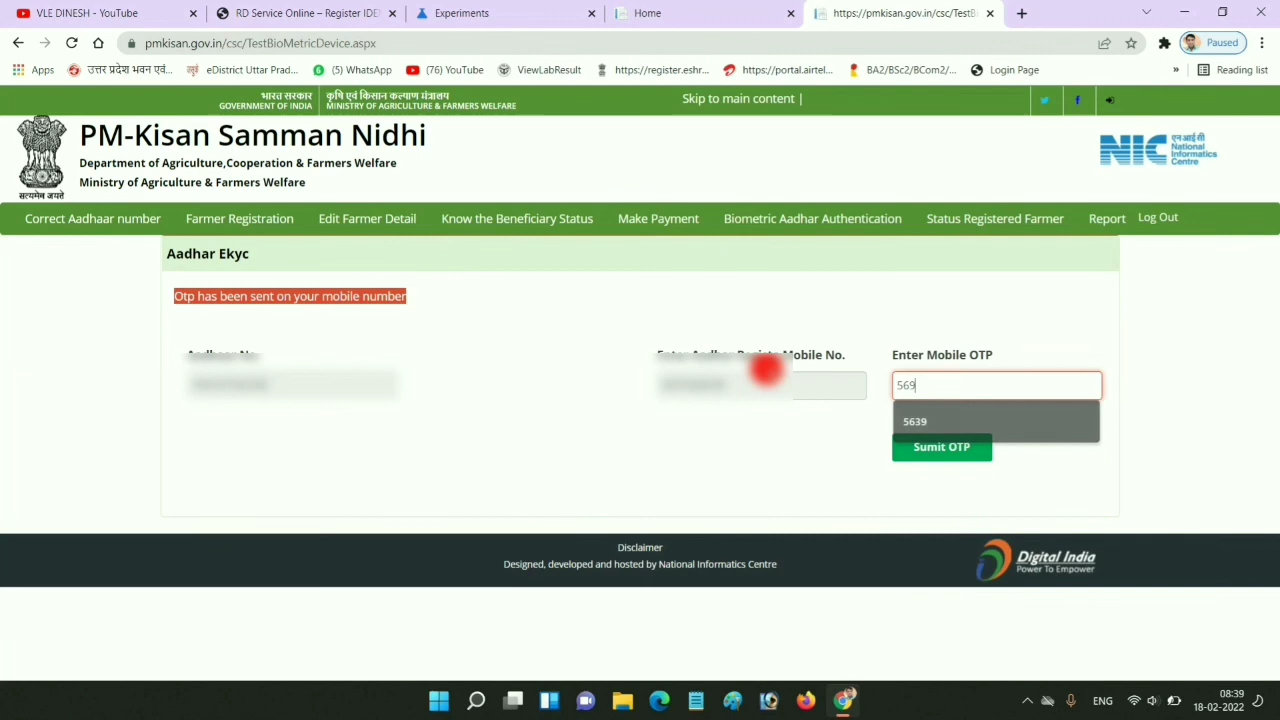 VLE DINESH - YouTube
RD Service Online – Register IDE
Experiments
Home
https://pmkisan.gov.in/csc/TestB
pmkisan.gov.in/csc/TestBioMetricDevice.aspx
Paused
Apps
उत्तर प्रदेश भवन एवं...
eDistrict Uttar Prad...
(5) WhatsApp
(76) YouTube
ViewLabResult
https://register.eshr...
https://portal.airtel...
BA2/BSc2/BCom2/...
Login Page
»
Reading list
भारत सरकार
GOVERNMENT OF INDIA
कृषि एवं किसान कल्याण मंत्रालय
MINISTRY OF AGRICULTURE & FARMERS WELFARE
Skip to main content |
PM-Kisan Samman Nidhi
Department of Agriculture,Cooperation & Farmers Welfare
Ministry of Agriculture & Farmers Welfare
सत्यमेव जयते
NIC
एन आई सी
National
Informatics
Centre
Correct Aadhaar number
Farmer Registration
Edit Farmer Detail
Know the Beneficiary Status
Make Payment
Biometric Aadhar Authentication
Status Registered Farmer
Report
Log Out
Aadhar Ekyc
Otp has been sent on your mobile number
Mobile No.
Enter Mobile OTP
569
5639
Sumit OTP
Disclaimer
Designed, developed and hosted by National Informatics Centre
Digital India
Power To Empower
ENG
08:39
18-02-2022